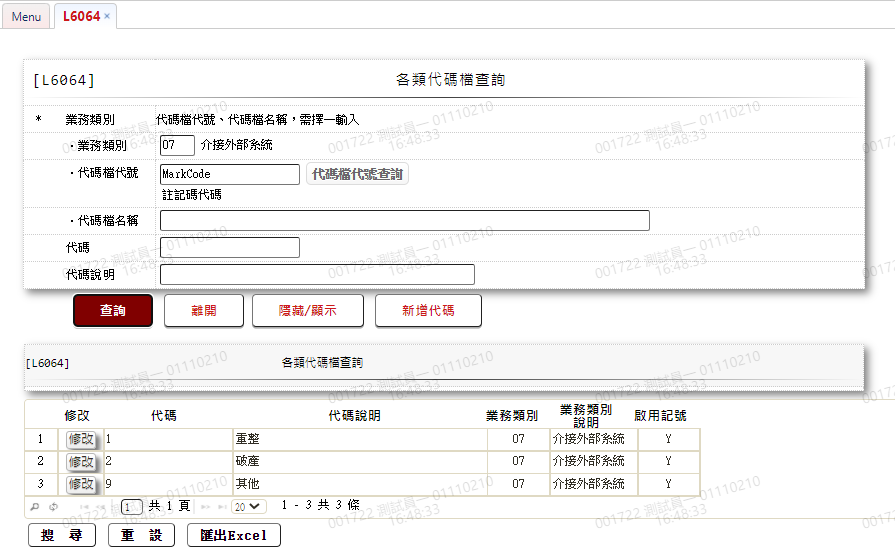 Menu L6064 ×
[L6064] 各類代碼檔查詢
* 業務類別 代碼檔代號、代碼檔名稱，需擇一輸入
．業務類別 07 介接外部系統
．代碼檔代號 MarkCode 代碼檔代號查詢
註記碼代碼
．代碼檔名稱
代碼
代碼說明
查詢 離開 隱藏/顯示 新增代碼
[L6064] 各類代碼檔查詢
修改 代碼 代碼說明 業務類別 業務類別說明 啟用記號
1 修改 1 重整 07 介接外部系統 Y
2 修改 2 破產 07 介接外部系統 Y
3 修改 9 其他 07 介接外部系統 Y
1 共 1 頁 20 1 - 3 共 3 條
搜 尋 重 設 匯出Excel
001722 測試員一 01110210
16:48:33